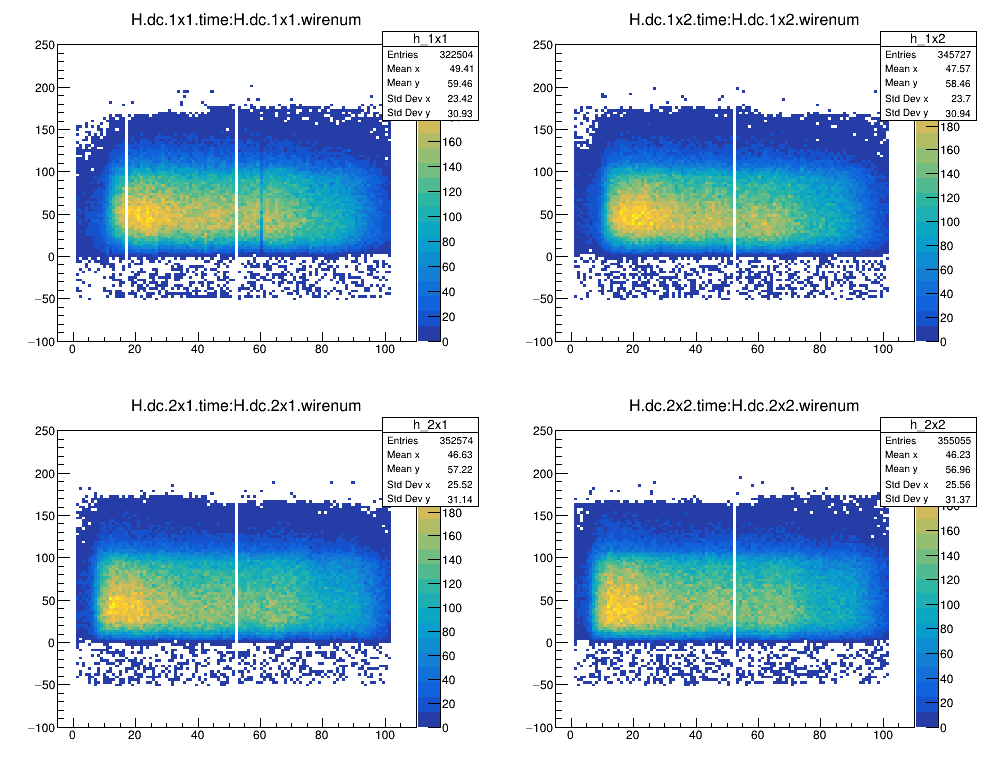 H.dc.1x1.time:H.dc.1x1.wirenum
h_1x1
Entries 322504
Mean x 49.41
Mean y 59.46
Std Dev x 23.42
Std Dev y 30.93
250
200
150
100
50
0
−50
−100
0 20 40 60 80 100
160
140
120
100
80
60
40
20
0
H.dc.1x2.time:H.dc.1x2.wirenum
h_1x2
Entries 345727
Mean x 47.57
Mean y 58.46
Std Dev x 23.7
Std Dev y 30.94
250
200
150
100
50
0
−50
−100
0 20 40 60 80 100
180
160
140
120
100
80
60
40
20
0
H.dc.2x1.time:H.dc.2x1.wirenum
h_2x1
Entries 352574
Mean x 46.63
Mean y 57.22
Std Dev x 25.52
Std Dev y 31.14
250
200
150
100
50
0
−50
−100
0 20 40 60 80 100
180
160
140
120
100
80
60
40
20
0
H.dc.2x2.time:H.dc.2x2.wirenum
h_2x2
Entries 355055
Mean x 46.23
Mean y 56.96
Std Dev x 25.56
Std Dev y 31.37
250
200
150
100
50
0
−50
−100
0 20 40 60 80 100
160
140
120
100
80
60
40
20
0